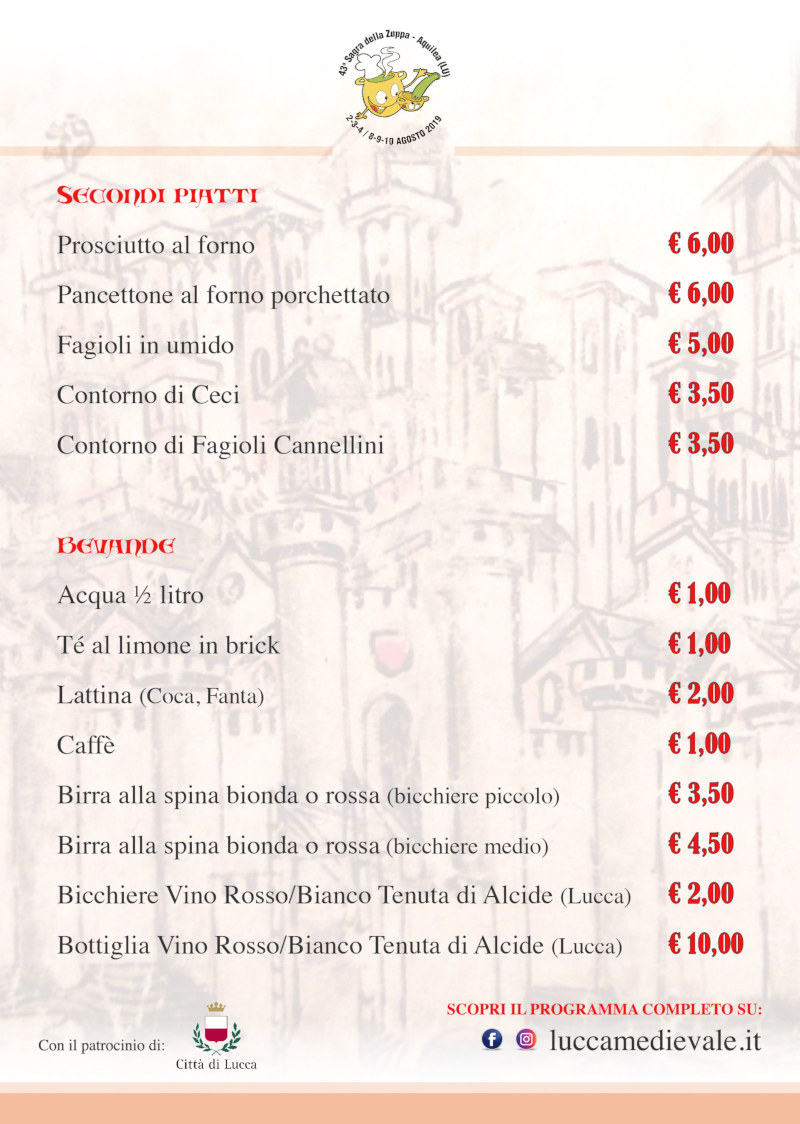 43ª Sagra della Zuppa - Aquilea (LU)
2-3-4 / 8-9-10 AGOSTO 2019
SECONDI PIATTI
Prosciutto al forno € 6,00
Pancettone al forno porchettato € 6,00
Fagioli in umido € 5,00
Contorno di Ceci € 3,50
Contorno di Fagioli Cannellini € 3,50
BEVANDE
Acqua ½ litro € 1,00
Té al limone in brick € 1,00
Lattina (Coca, Fanta) € 2,00
Caffè € 1,00
Birra alla spina bionda o rossa (bicchiere piccolo) € 3,50
Birra alla spina bionda o rossa (bicchiere medio) € 4,50
Bicchiere Vino Rosso/Bianco Tenuta di Alcide (Lucca) € 2,00
Bottiglia Vino Rosso/Bianco Tenuta di Alcide (Lucca) € 10,00
SCOPRI IL PROGRAMMA COMPLETO SU:
luccamedievale.it
Con il patrocinio di:
Città di Lucca